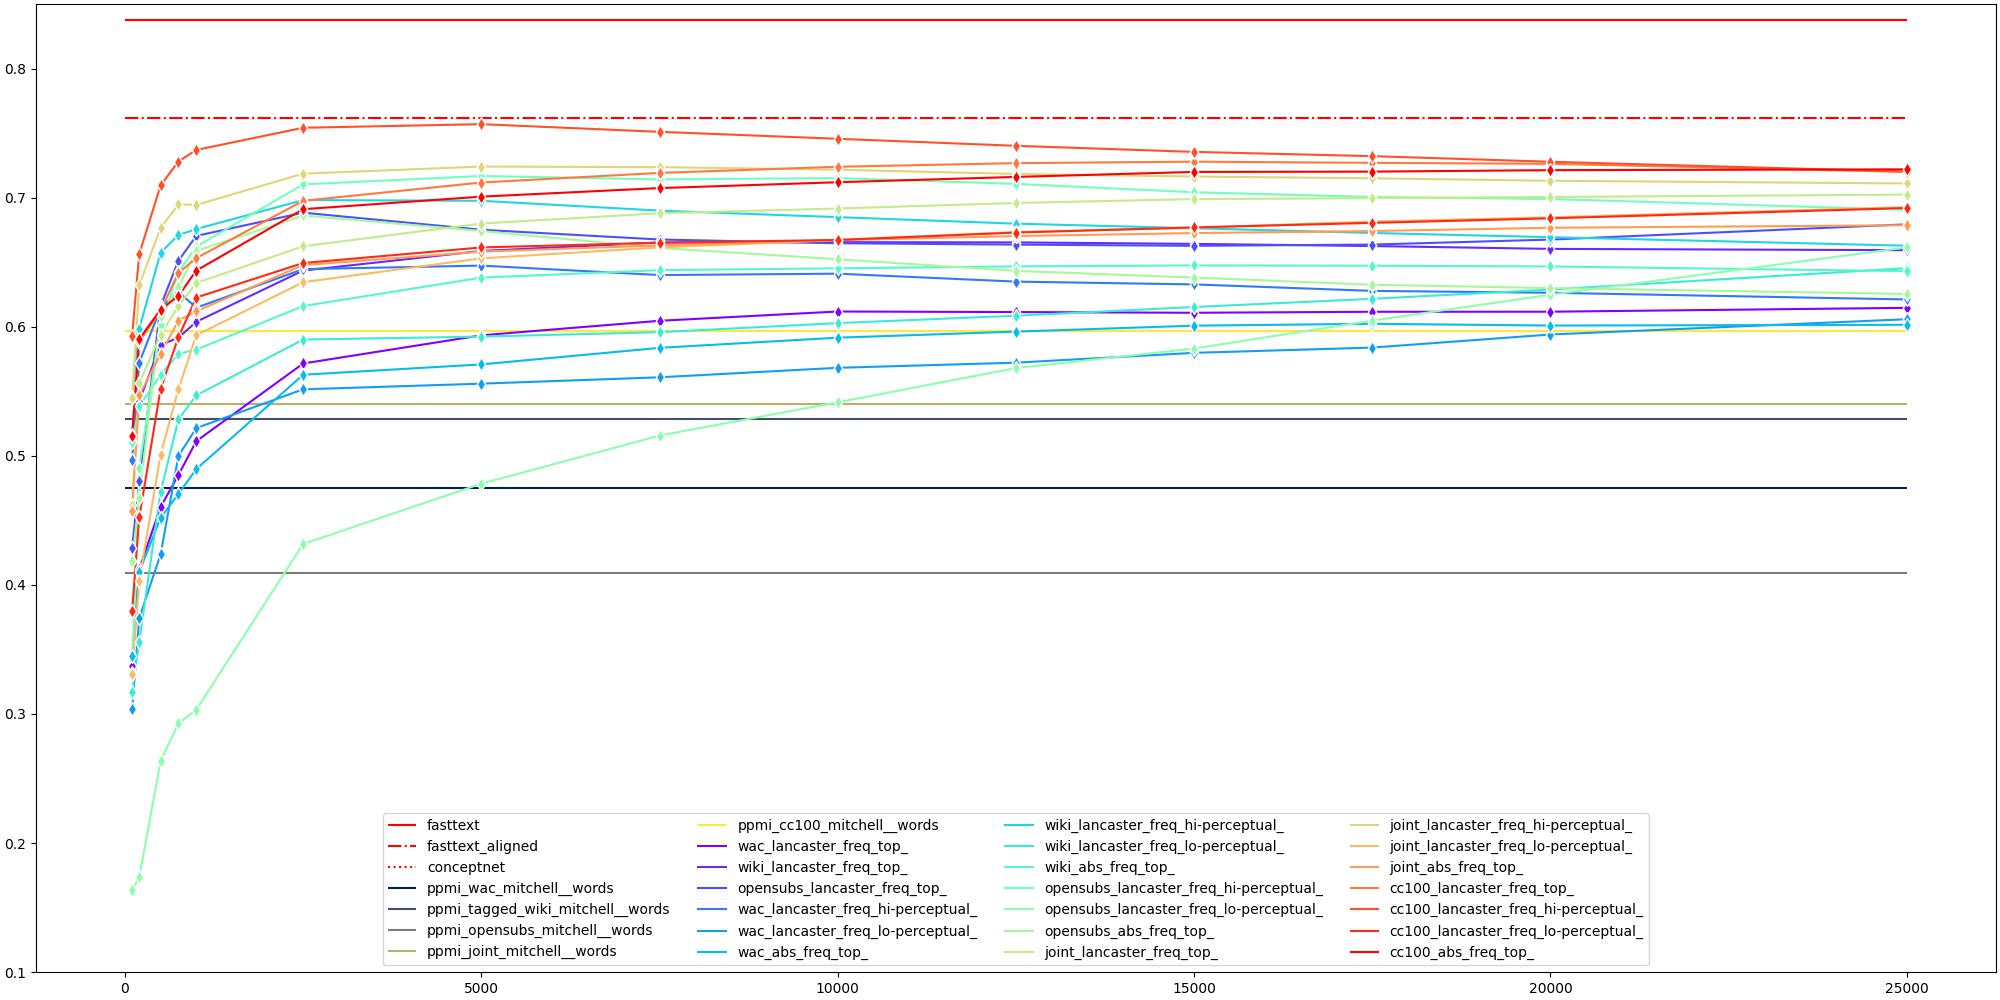 0.8
0.7
0.6
0.5
0.4
0.3
0.2
0.1
fasttext
fasttext_aligned
conceptnet
ppmi_wac_mitchell__words
ppmi_tagged_wiki_mitchell__words
ppmi_opensubs_mitchell__words
ppmi_joint_mitchell__words
ppmi_cc100_mitchell__words
wac_lancaster_freq_top_
wiki_lancaster_freq_top_
opensubs_lancaster_freq_top_
wac_lancaster_freq_hi-perceptual_
wac_lancaster_freq_lo-perceptual_
wac_abs_freq_top_
wiki_lancaster_freq_hi-perceptual_
wiki_lancaster_freq_lo-perceptual_
wiki_abs_freq_top_
opensubs_lancaster_freq_hi-perceptual_
opensubs_lancaster_freq_lo-perceptual_
opensubs_abs_freq_top_
joint_lancaster_freq_top_
joint_lancaster_freq_hi-perceptual_
joint_lancaster_freq_lo-perceptual_
joint_abs_freq_top_
cc100_lancaster_freq_top_
cc100_lancaster_freq_hi-perceptual_
cc100_lancaster_freq_lo-perceptual_
cc100_abs_freq_top_
0 5000 10000 15000 20000 25000